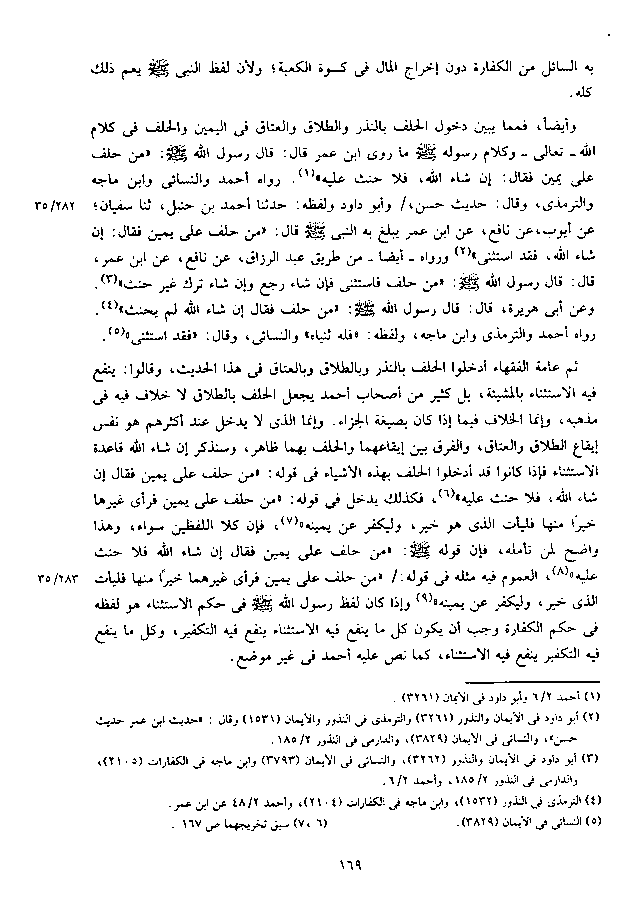 به السائل من الكفارة دون إخراج المال فى كوة الكعبة؛ ولأن لفظ النبى ﷺ يعم ذلك
كله.
وأيضاً، فمما يبين دخول الحلف بالنذر والطلاق والعتاق فى اليمين والحلف فى كلام
الله ـ تعالى ـ وكلام رسوله ﷺ ما روى ابن عمر قال: قال رسول الله ﷺ: «من حلف
على يمين فقال: إن شاء الله، فلا حنث عليه»(١). رواه أحمد والنسائى وابن ماجه
والترمذى، وقال: حديث حسن،/ وأبو داود ولفظه: حدثنا أحمد بن حنبل، ثنا سفيان؛ ٣٥/٢٨٢
عن أيوب، عن نافع، عن ابن عمر يبلغ به النبى ﷺ قال: «من حلف على يمين فقال: إن
شاء الله، فقد استثنى»(٢) ورواه ـ أيضاً ـ من طريق عبد الرزاق، عن نافع، عن ابن عمر،
قال: قال رسول الله ﷺ: «من حلف فاستثنى فإن شاء رجع وإن شاء ترك غير حنث»(٣).
وعن أبى هريرة، قال: قال رسول الله ﷺ: «من حلف فقال إن شاء الله لم يحنث»(٤).
رواه أحمد والترمذى وابن ماجه، ولفظه: «فله ثنياه» والنسائى، وقال: «فقد استثنى»(٥).
ثم عامة الفقهاء أدخلوا الحلف بالنذر وبالطلاق وبالعتاق فى هذا الحديث، وقالوا: ينفع
فيه الاستثناء بالمشيئة، بل كثير من أصحاب أحمد يجعل الحلف بالطلاق لا خلاف فيه فى
مذهبه، وإنما الخلاف فيما إذا كان بصيغة الجزاء. وإنما الذى لا يدخل عند أكثرهم هو نفس
إيقاع الطلاق والعتاق، والفرق بين إيقاعهما والحلف بهما ظاهر، وسنذكر إن شاء الله قاعدة
الاستثناء فإذا كانوا قد أدخلوا الحلف بهذه الأشياء فى قوله: «من حلف على يمين فقال إن
شاء الله، فلا حنث عليه»(٦)، فكذلك يدخل فى قوله: «من حلف على يمين فرأى غيرها
خيراً منها فليأت الذى هو خير، وليكفر عن يمينه»(٧)، فإن كلا اللفظين سواء، وهذا
واضح لمن تأمله، فإن قوله ﷺ: «من حلف على يمين فقال إن شاء الله فلا حنث
عليه»(٨)، العموم فيه مثله فى قوله:/ «من حلف على يمين فرأى غيرهما خيرًا منها فليأت ٣٥/٢٨٣
الذى خير، وليكفر عن يمينه»(٩) وإذا كان لفظ رسول الله ﷺ فى حكم الاستثناء هو لفظه
فى حكم الكفارة وجب أن يكون كل ما ينفع فيه الاستثناء ينفع فيه التكفير، وكل ما ينفع
فيه التكفير ينفع فيه الاستثناء، كما نص عليه أحمد فى غير موضع.
(١) أحمد ٢/ ٦ وأبو داود فى الأيمان (٣٢٦١) .
(٢) أبو داود فى الأيمان والنذور (٣٢٦١) والترمذى فى النذور والأيمان (١٥٣١) وقال : «حديث ابن عمر حديث
حسن»، والنسائى فى الأيمان (٣٨٢٩)، والدارمى فى النذور ٢/ ١٨٥.
(٣) أبو داود فى الأيمان والنذور (٣٢٦٢)، والنسائى فى الأيمان (٣٧٩٣) وابن ماجه فى الكفارات (٢١٠٥)،
والدارمى فى النذور ٢/ ١٨٥، وأحمد ٢/ ٦.
(٤) الترمذى فى النذور (١٥٣٢)، وابن ماجه فى الكفارات (٢١٠٤)، وأحمد ٢/ ٤٨ عن ابن عمر.
(٥) النسائى فى الأيمان (٣٨٢٩). (٦ ،٧) سبق تخريجهما ص ١٦٧ .
١٦٩